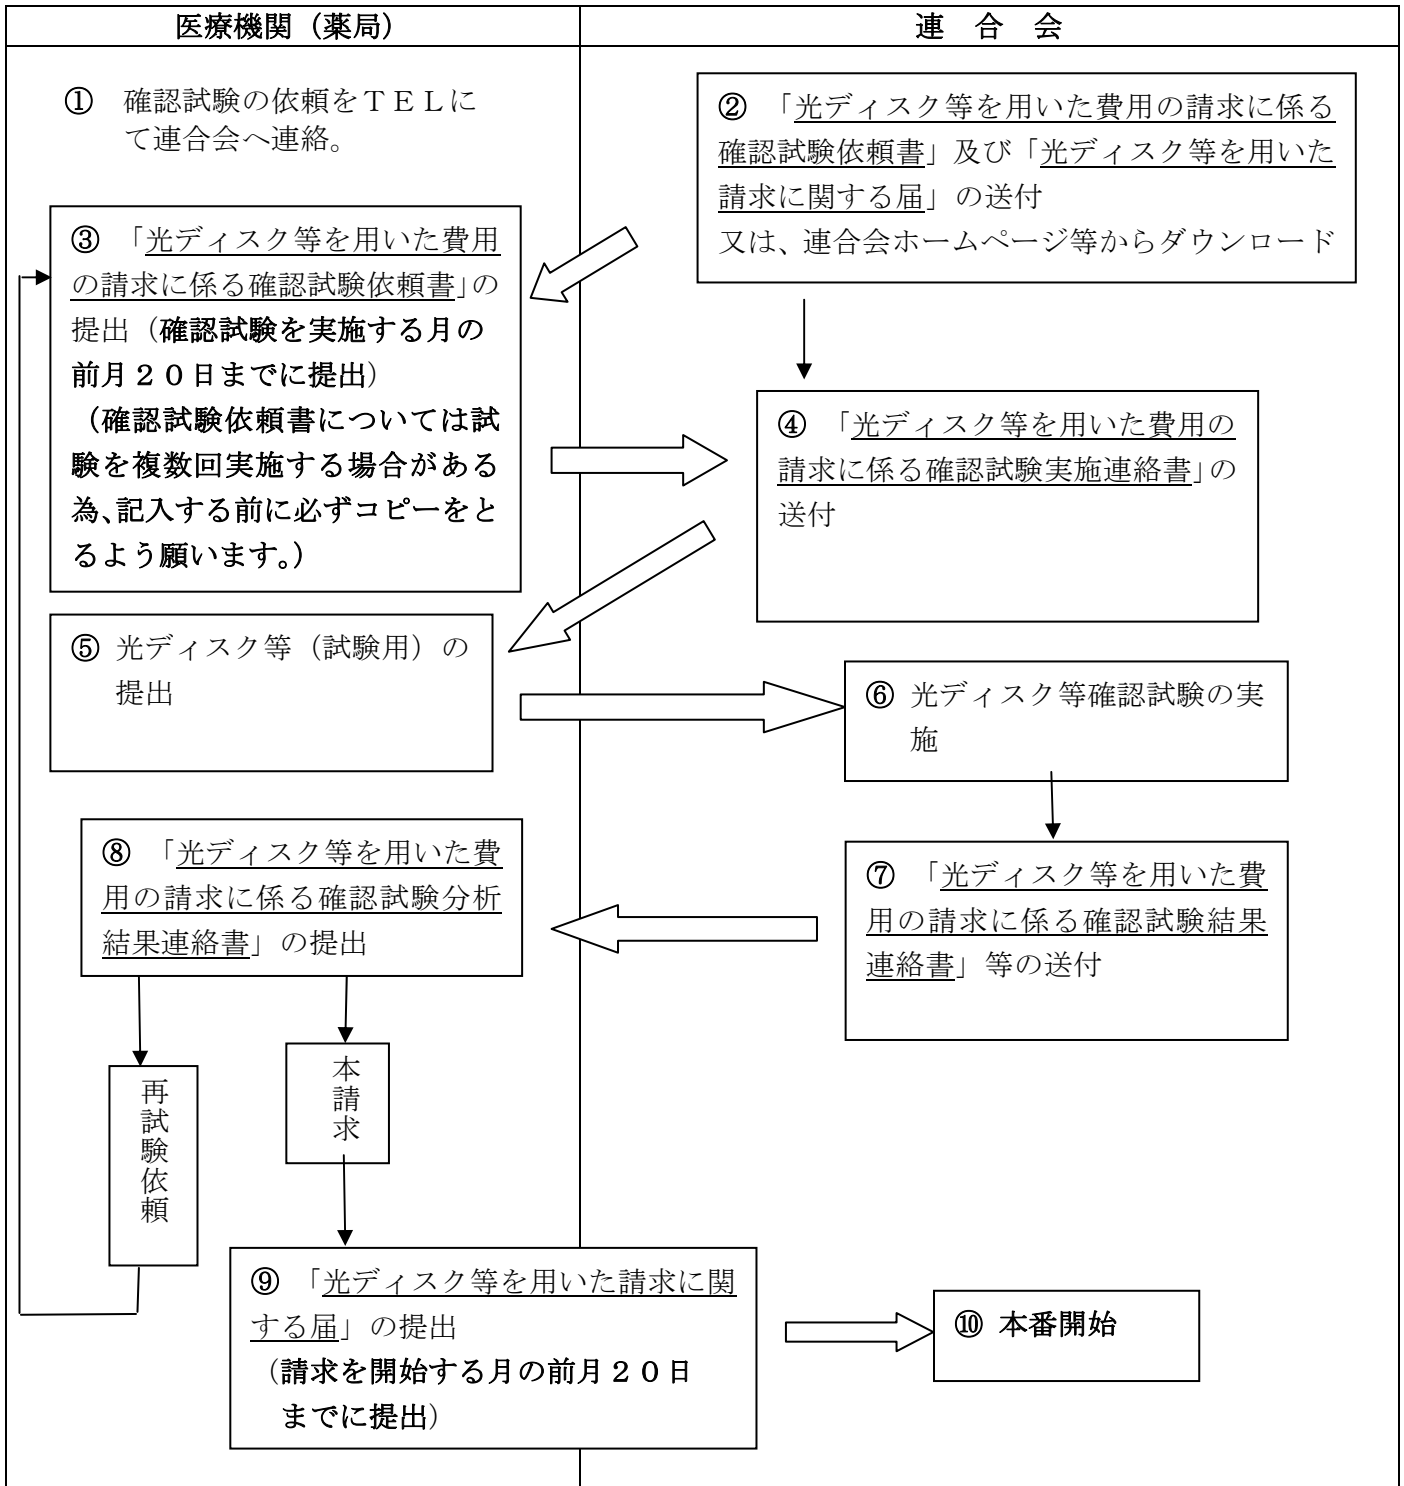 医療機関（薬局）
連　合　会
①　確認試験の依頼をＴＥＬに
て連合会へ連絡。
②　「光ディスク等を用いた費用の請求に係る
確認試験依頼書」及び「光ディスク等を用いた
請求に関する届」の送付
又は、連合会ホームページ等からダウンロード
③　「光ディスク等を用いた費用
の請求に係る確認試験依頼書」の
提出（確認試験を実施する月の
前月２０日までに提出）
（確認試験依頼書については試
験を複数回実施する場合がある
為、記入する前に必ずコピーをと
るよう願います。）
④　「光ディスク等を用いた費用の
請求に係る確認試験実施連絡書」の
送付
⑤ 光ディスク等（試験用）の
提出
⑥ 光ディスク等確認試験の実
施
⑦　「光ディスク等を用いた費
用の請求に係る確認試験結果
連絡書」等の送付
⑧　「光ディスク等を用いた費
用の請求に係る確認試験分析
結果連絡書」の提出
再試験依頼
本請求
⑨　「光ディスク等を用いた請求に関
する届」の提出
（請求を開始する月の前月２０日
までに提出）
⑩ 本番開始